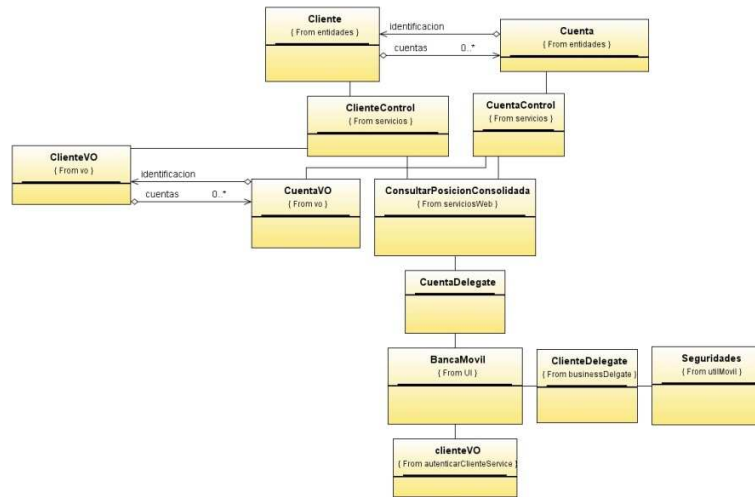 Cliente
{ From entidades }
identificacion
cuentas 0..*
Cuenta
{ From entidades }
ClienteControl
{ From servicios }
CuentaControl
{ From servicios }
ClienteVO
{ From vo }
identificacion
cuentas 0..*
CuentaVO
{ From vo }
ConsultarPosicionConsolidada
{ From serviciosWeb }
CuentaDelegate
BancaMovil
{ From UI }
ClienteDelegate
{ From businessDelgate }
Seguridades
{ From utilMovil }
clienteVO
{ From autenticarClienteService }